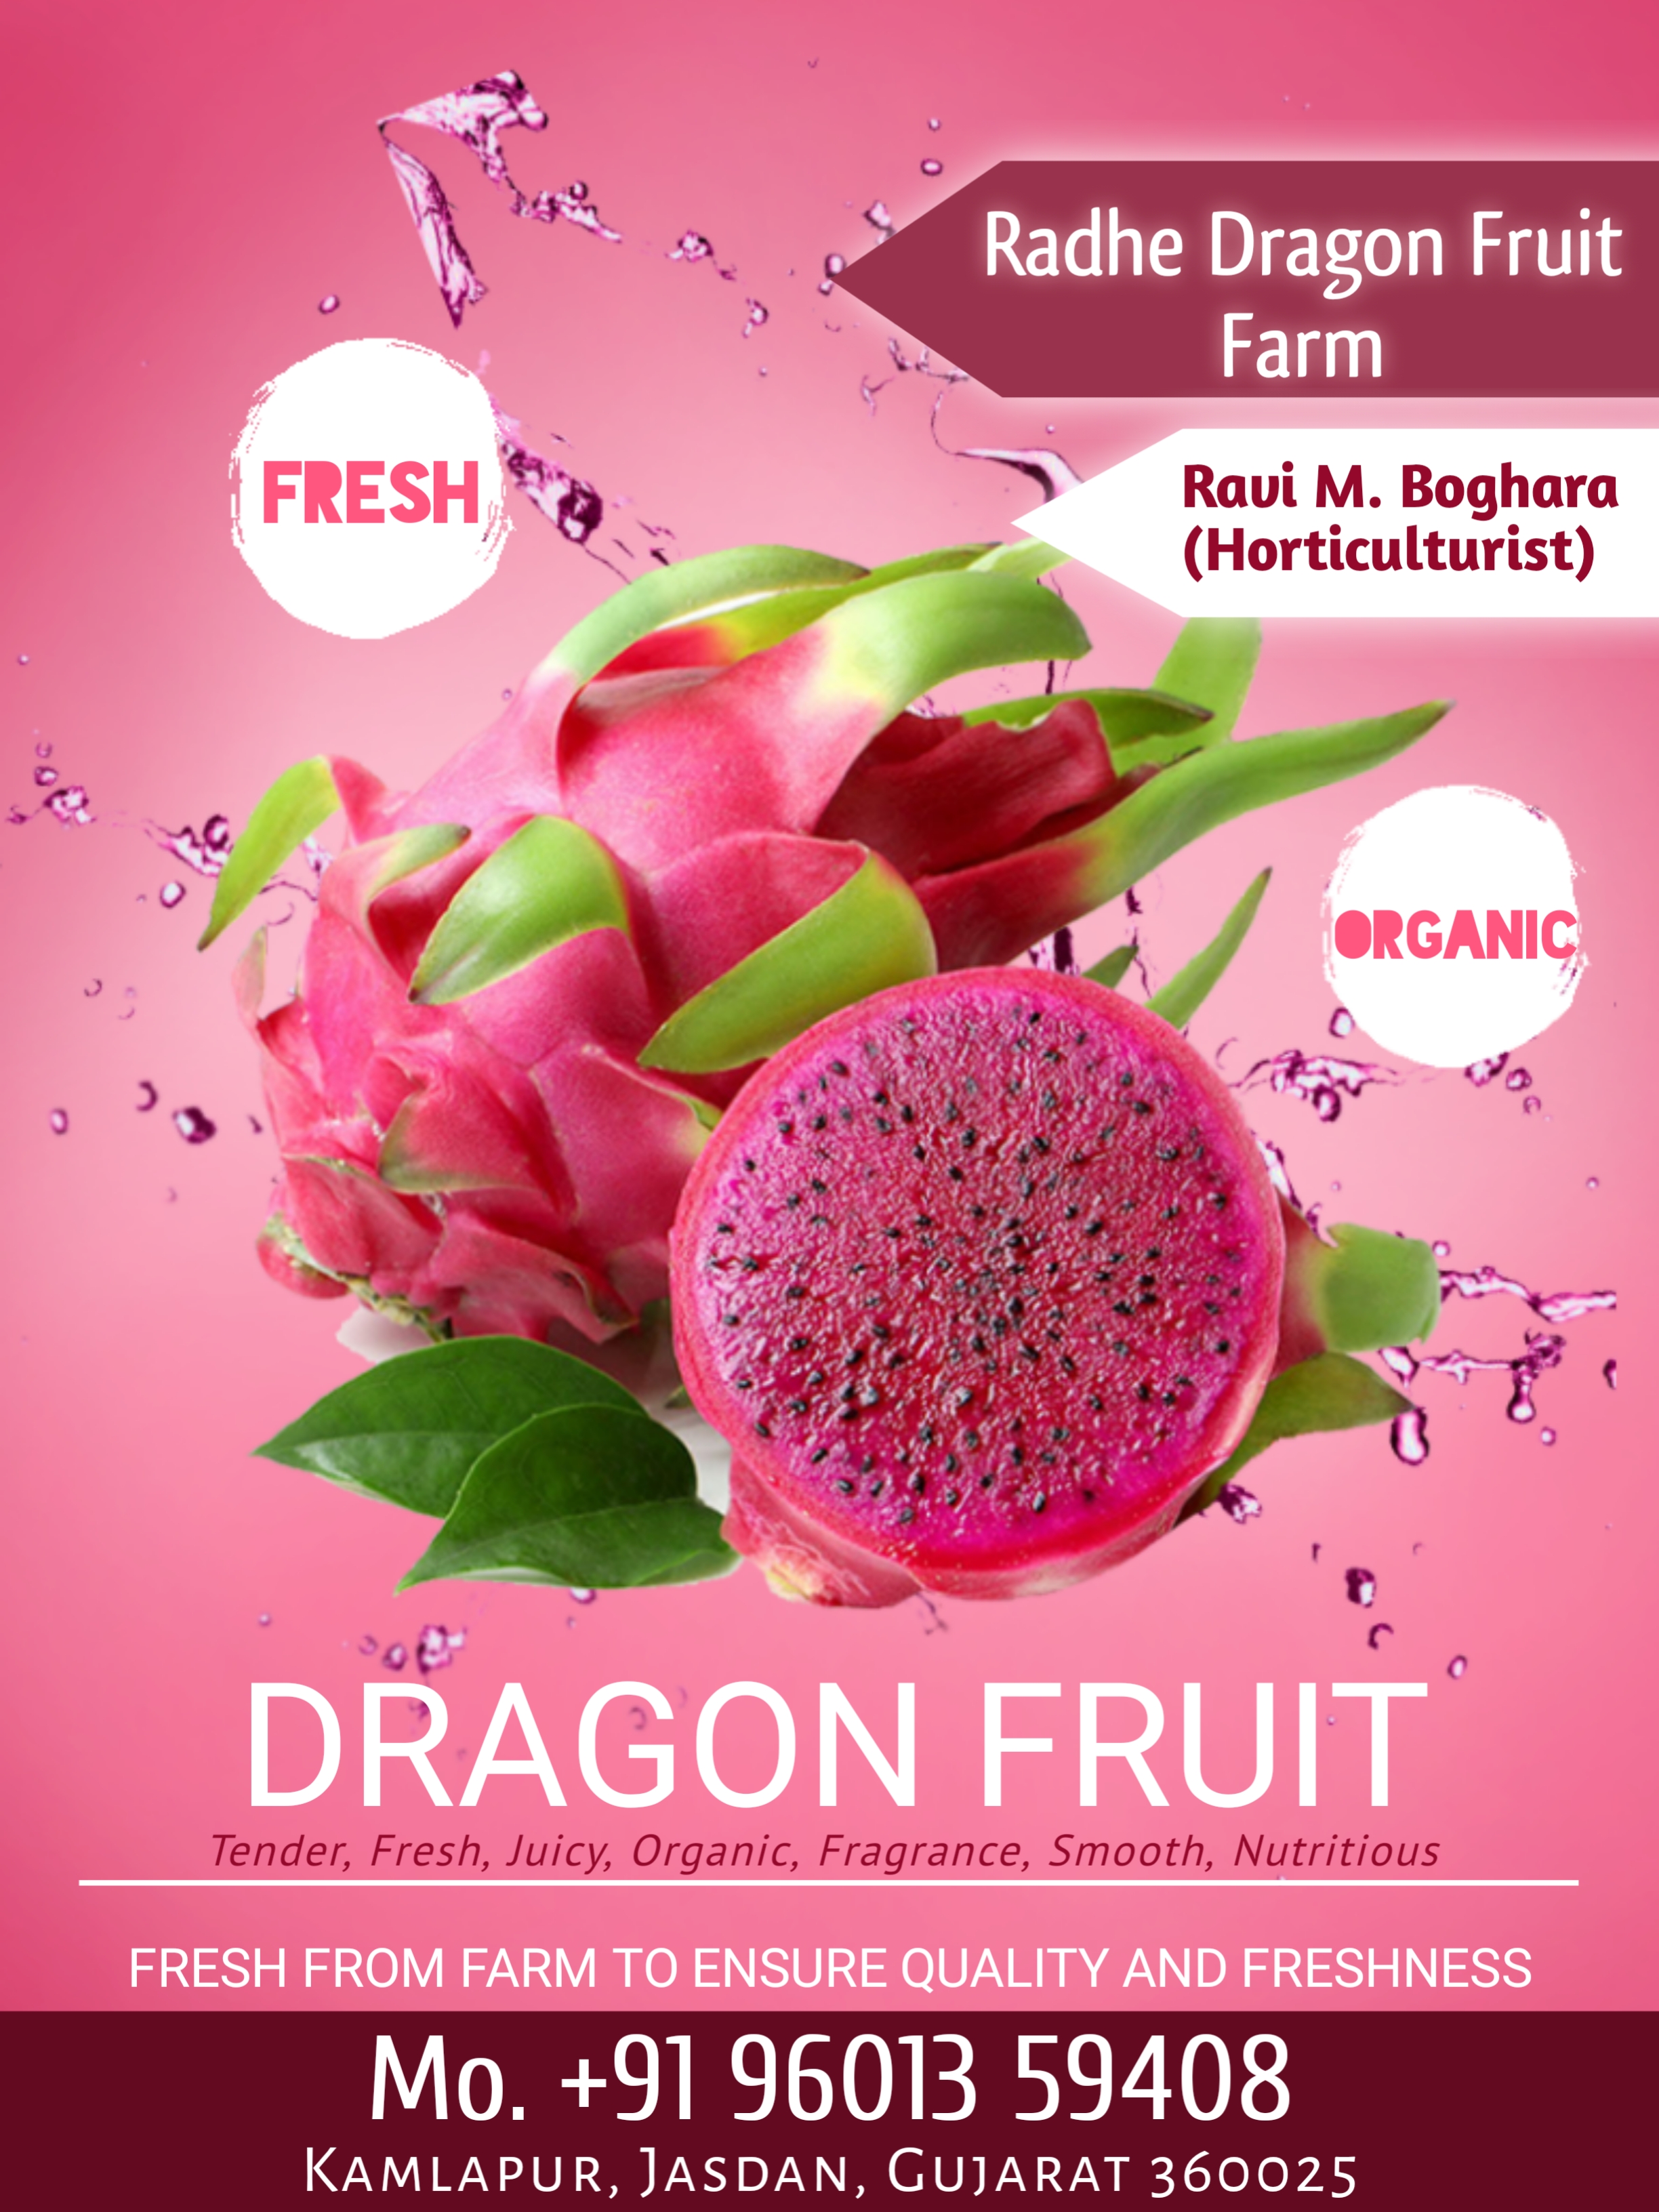 Radhe Dragon Fruit
Farm
Ravi M. Boghara
(Horticulturist)
FRESH
ORGANIC
DRAGON FRUIT
Tender, Fresh, Juicy, Organic, Fragrance, Smooth, Nutritious
FRESH FROM FARM TO ENSURE QUALITY AND FRESHNESS
Mo. +91 96013 59408
Kamlapur, Jasdan, Gujarat 360025